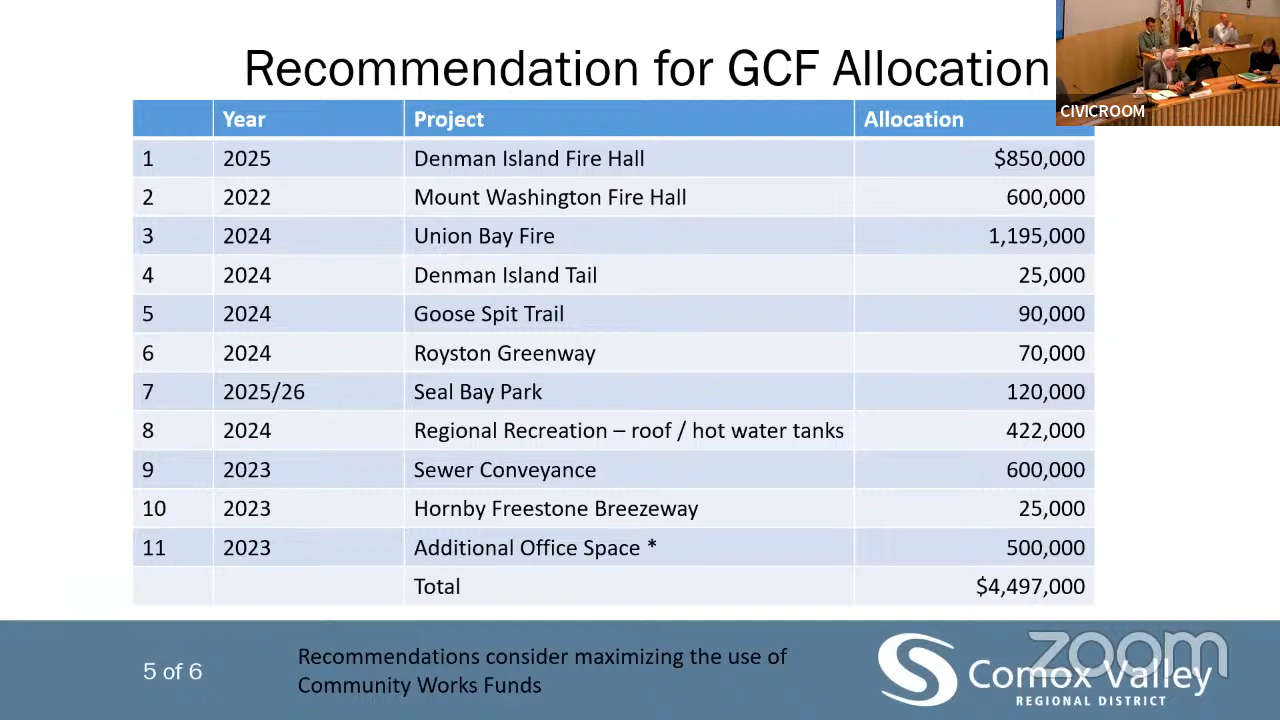 Recommendation for GCF Allocation
CIVICROOM
Year Project Allocation
1 2025 Denman Island Fire Hall $850,000
2 2022 Mount Washington Fire Hall 600,000
3 2024 Union Bay Fire 1,195,000
4 2024 Denman Island Tail 25,000
5 2024 Goose Spit Trail 90,000
6 2024 Royston Greenway 70,000
7 2025/26 Seal Bay Park 120,000
8 2024 Regional Recreation – roof / hot water tanks 422,000
9 2023 Sewer Conveyance 600,000
10 2023 Hornby Freestone Breezeway 25,000
11 2023 Additional Office Space * 500,000
Total $4,497,000
5 of 6
Recommendations consider maximizing the use of
Community Works Funds
zoom
Comox Valley
REGIONAL DISTRICT